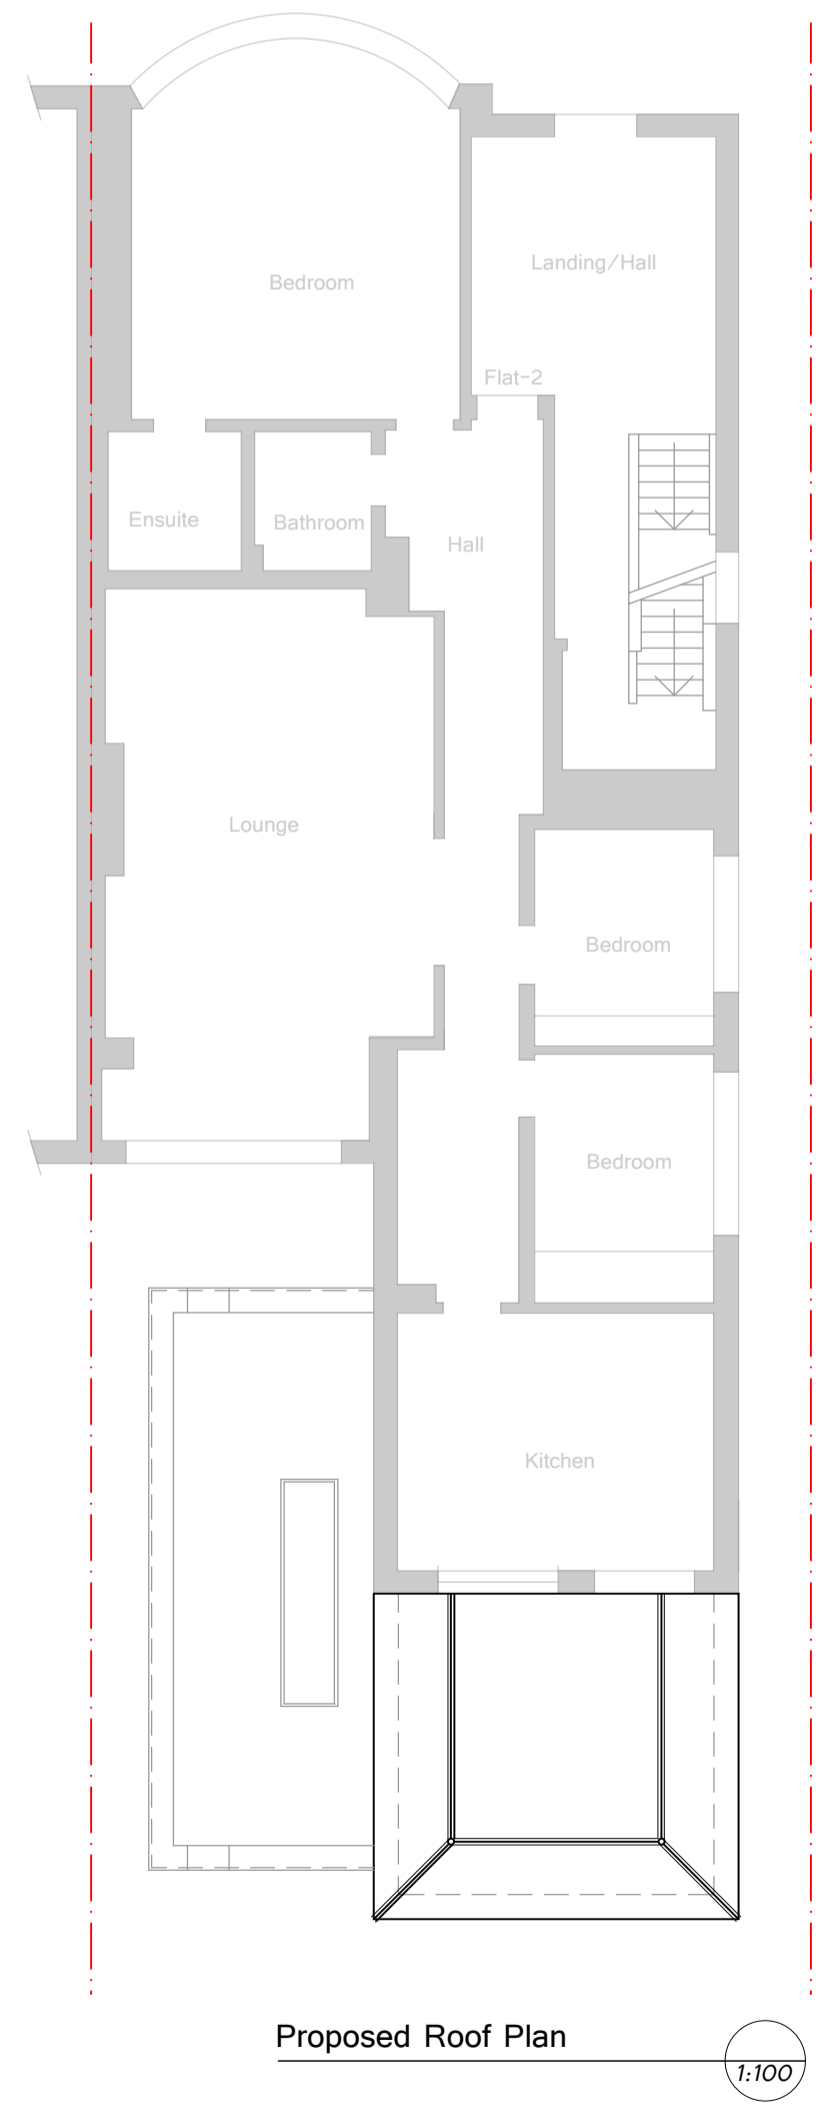 Landing/Hall
Bedroom
Flat-2
Ensuite
Bathroom
Hall
Lounge
Bedroom
Bedroom
Kitchen
Proposed Roof Plan
1:100